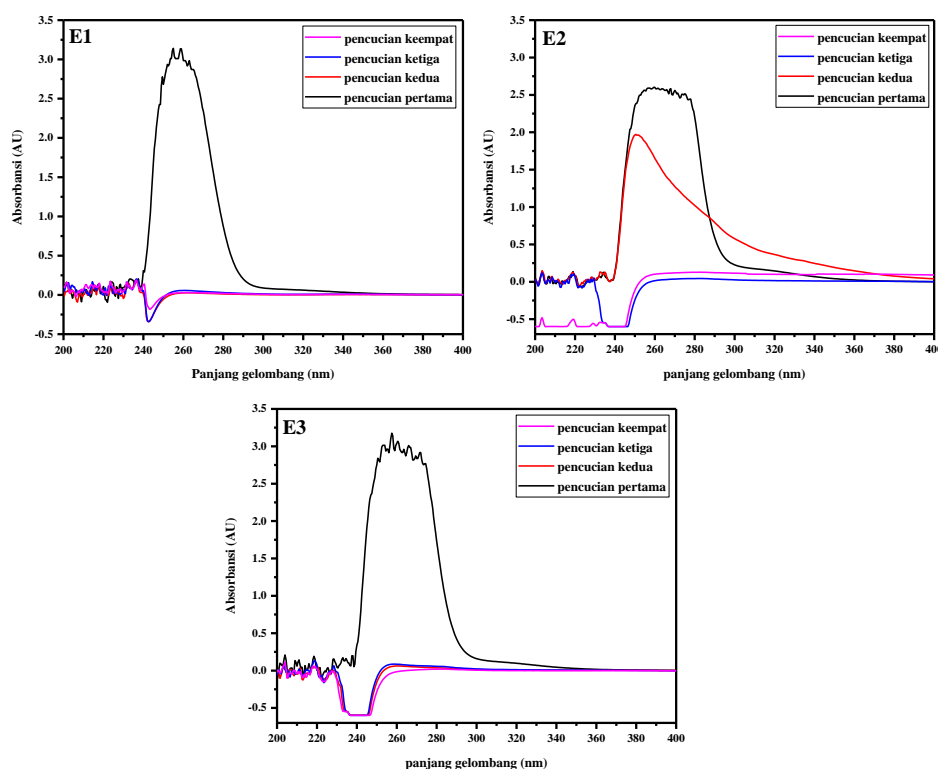 E1
pencucian keempat
pencucian ketiga
pencucian kedua
pencucian pertama
3.5
3.0
2.5
2.0
1.5
1.0
0.5
0.0
-0.5
Absorbansi (AU)
200 220 240 260 280 300 320 340 360 380 400
Panjang gelombang (nm)
E2
pencucian keempat
pencucian ketiga
pencucian kedua
pencucian pertama
3.5
3.0
2.5
2.0
1.5
1.0
0.5
0.0
-0.5
Absorbansi (AU)
200 220 240 260 280 300 320 340 360 380 400
panjang gelombang (nm)
E3
pencucian keempat
pencucian ketiga
pencucian kedua
pencucian pertama
3.5
3.0
2.5
2.0
1.5
1.0
0.5
0.0
-0.5
Absorbansi (AU)
200 220 240 260 280 300 320 340 360 380 400
panjang gelombang (nm)